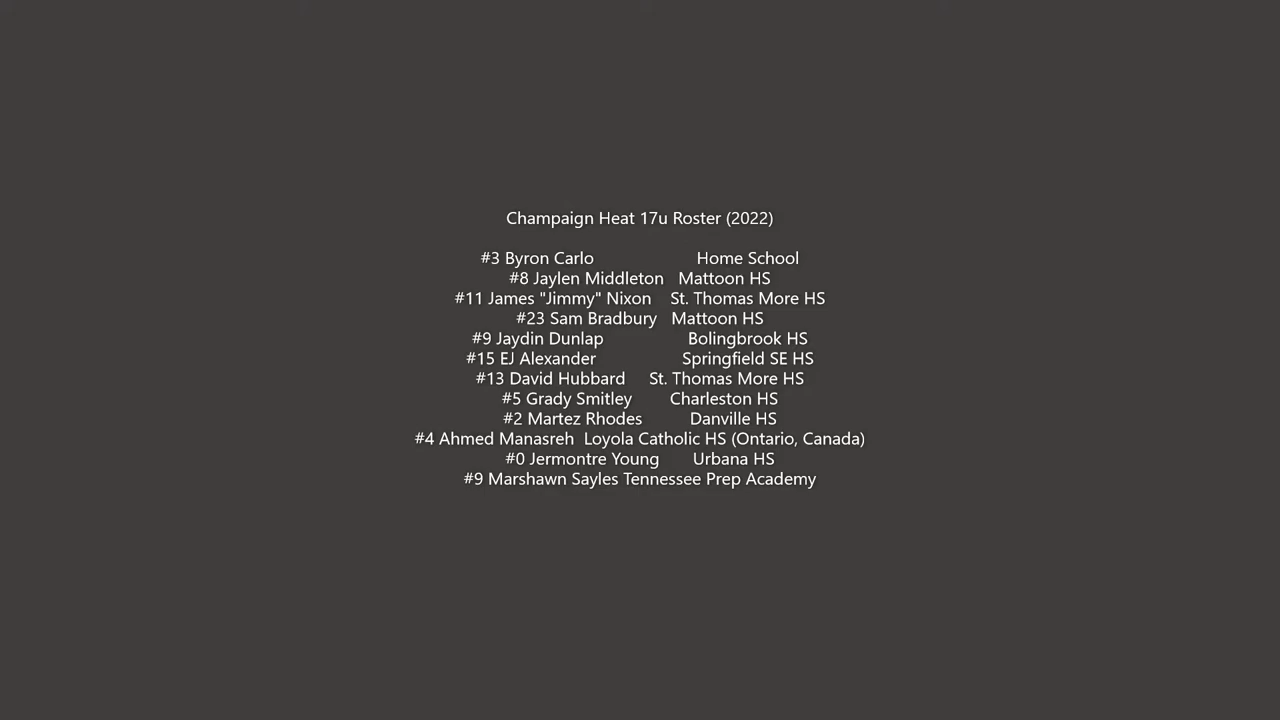 Champaign Heat 17u Roster (2022)
#3 Byron Carlo Home School
#8 Jaylen Middleton Mattoon HS
#11 James "Jimmy" Nixon St. Thomas More HS
#23 Sam Bradbury Mattoon HS
#9 Jaydin Dunlap Bolingbrook HS
#15 EJ Alexander Springfield SE HS
#13 David Hubbard St. Thomas More HS
#5 Grady Smitley Charleston HS
#2 Martez Rhodes Danville HS
#4 Ahmed Manasreh Loyola Catholic HS (Ontario, Canada)
#0 Jermontre Young Urbana HS
#9 Marshawn Sayles Tennessee Prep Academy